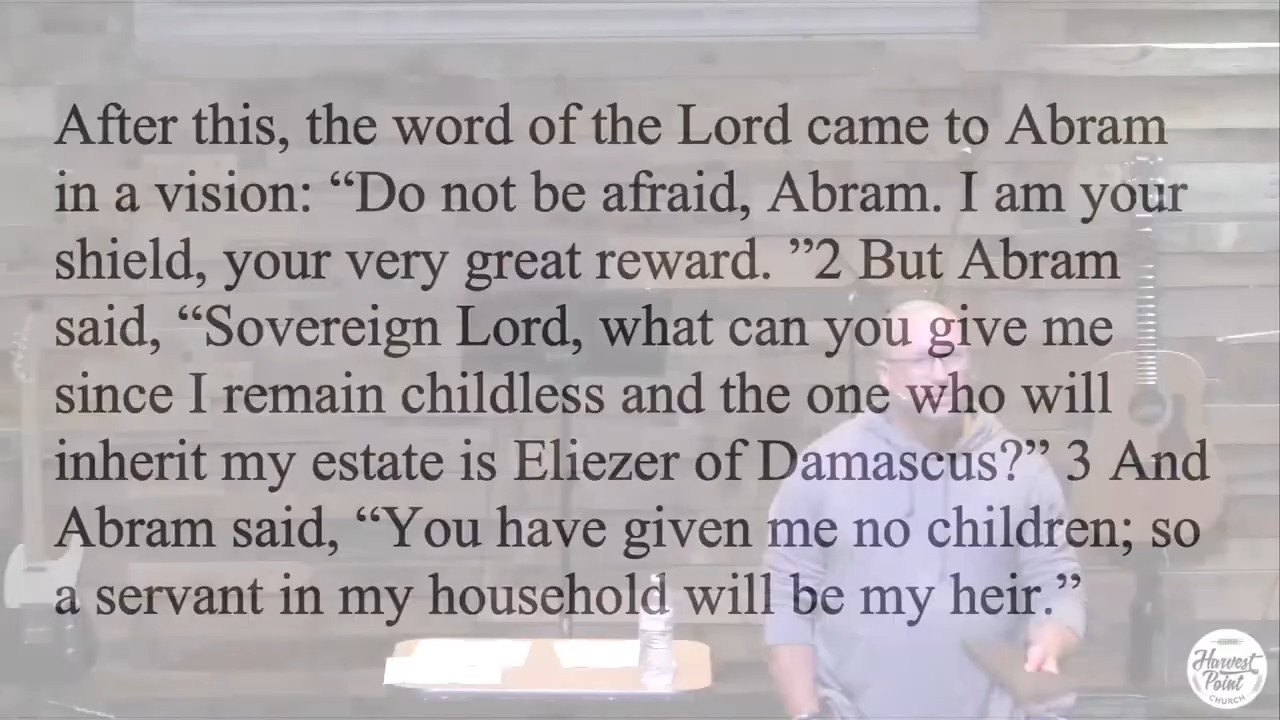 After this, the word of the Lord came to Abram
in a vision: “Do not be afraid, Abram. I am your
shield, your very great reward. ”2 But Abram
said, “Sovereign Lord, what can you give me
since I remain childless and the one who will
inherit my estate is Eliezer of Damascus?” 3 And
Abram said, “You have given me no children; so
a servant in my household will be my heir.”
Harvest
Point
CHURCH